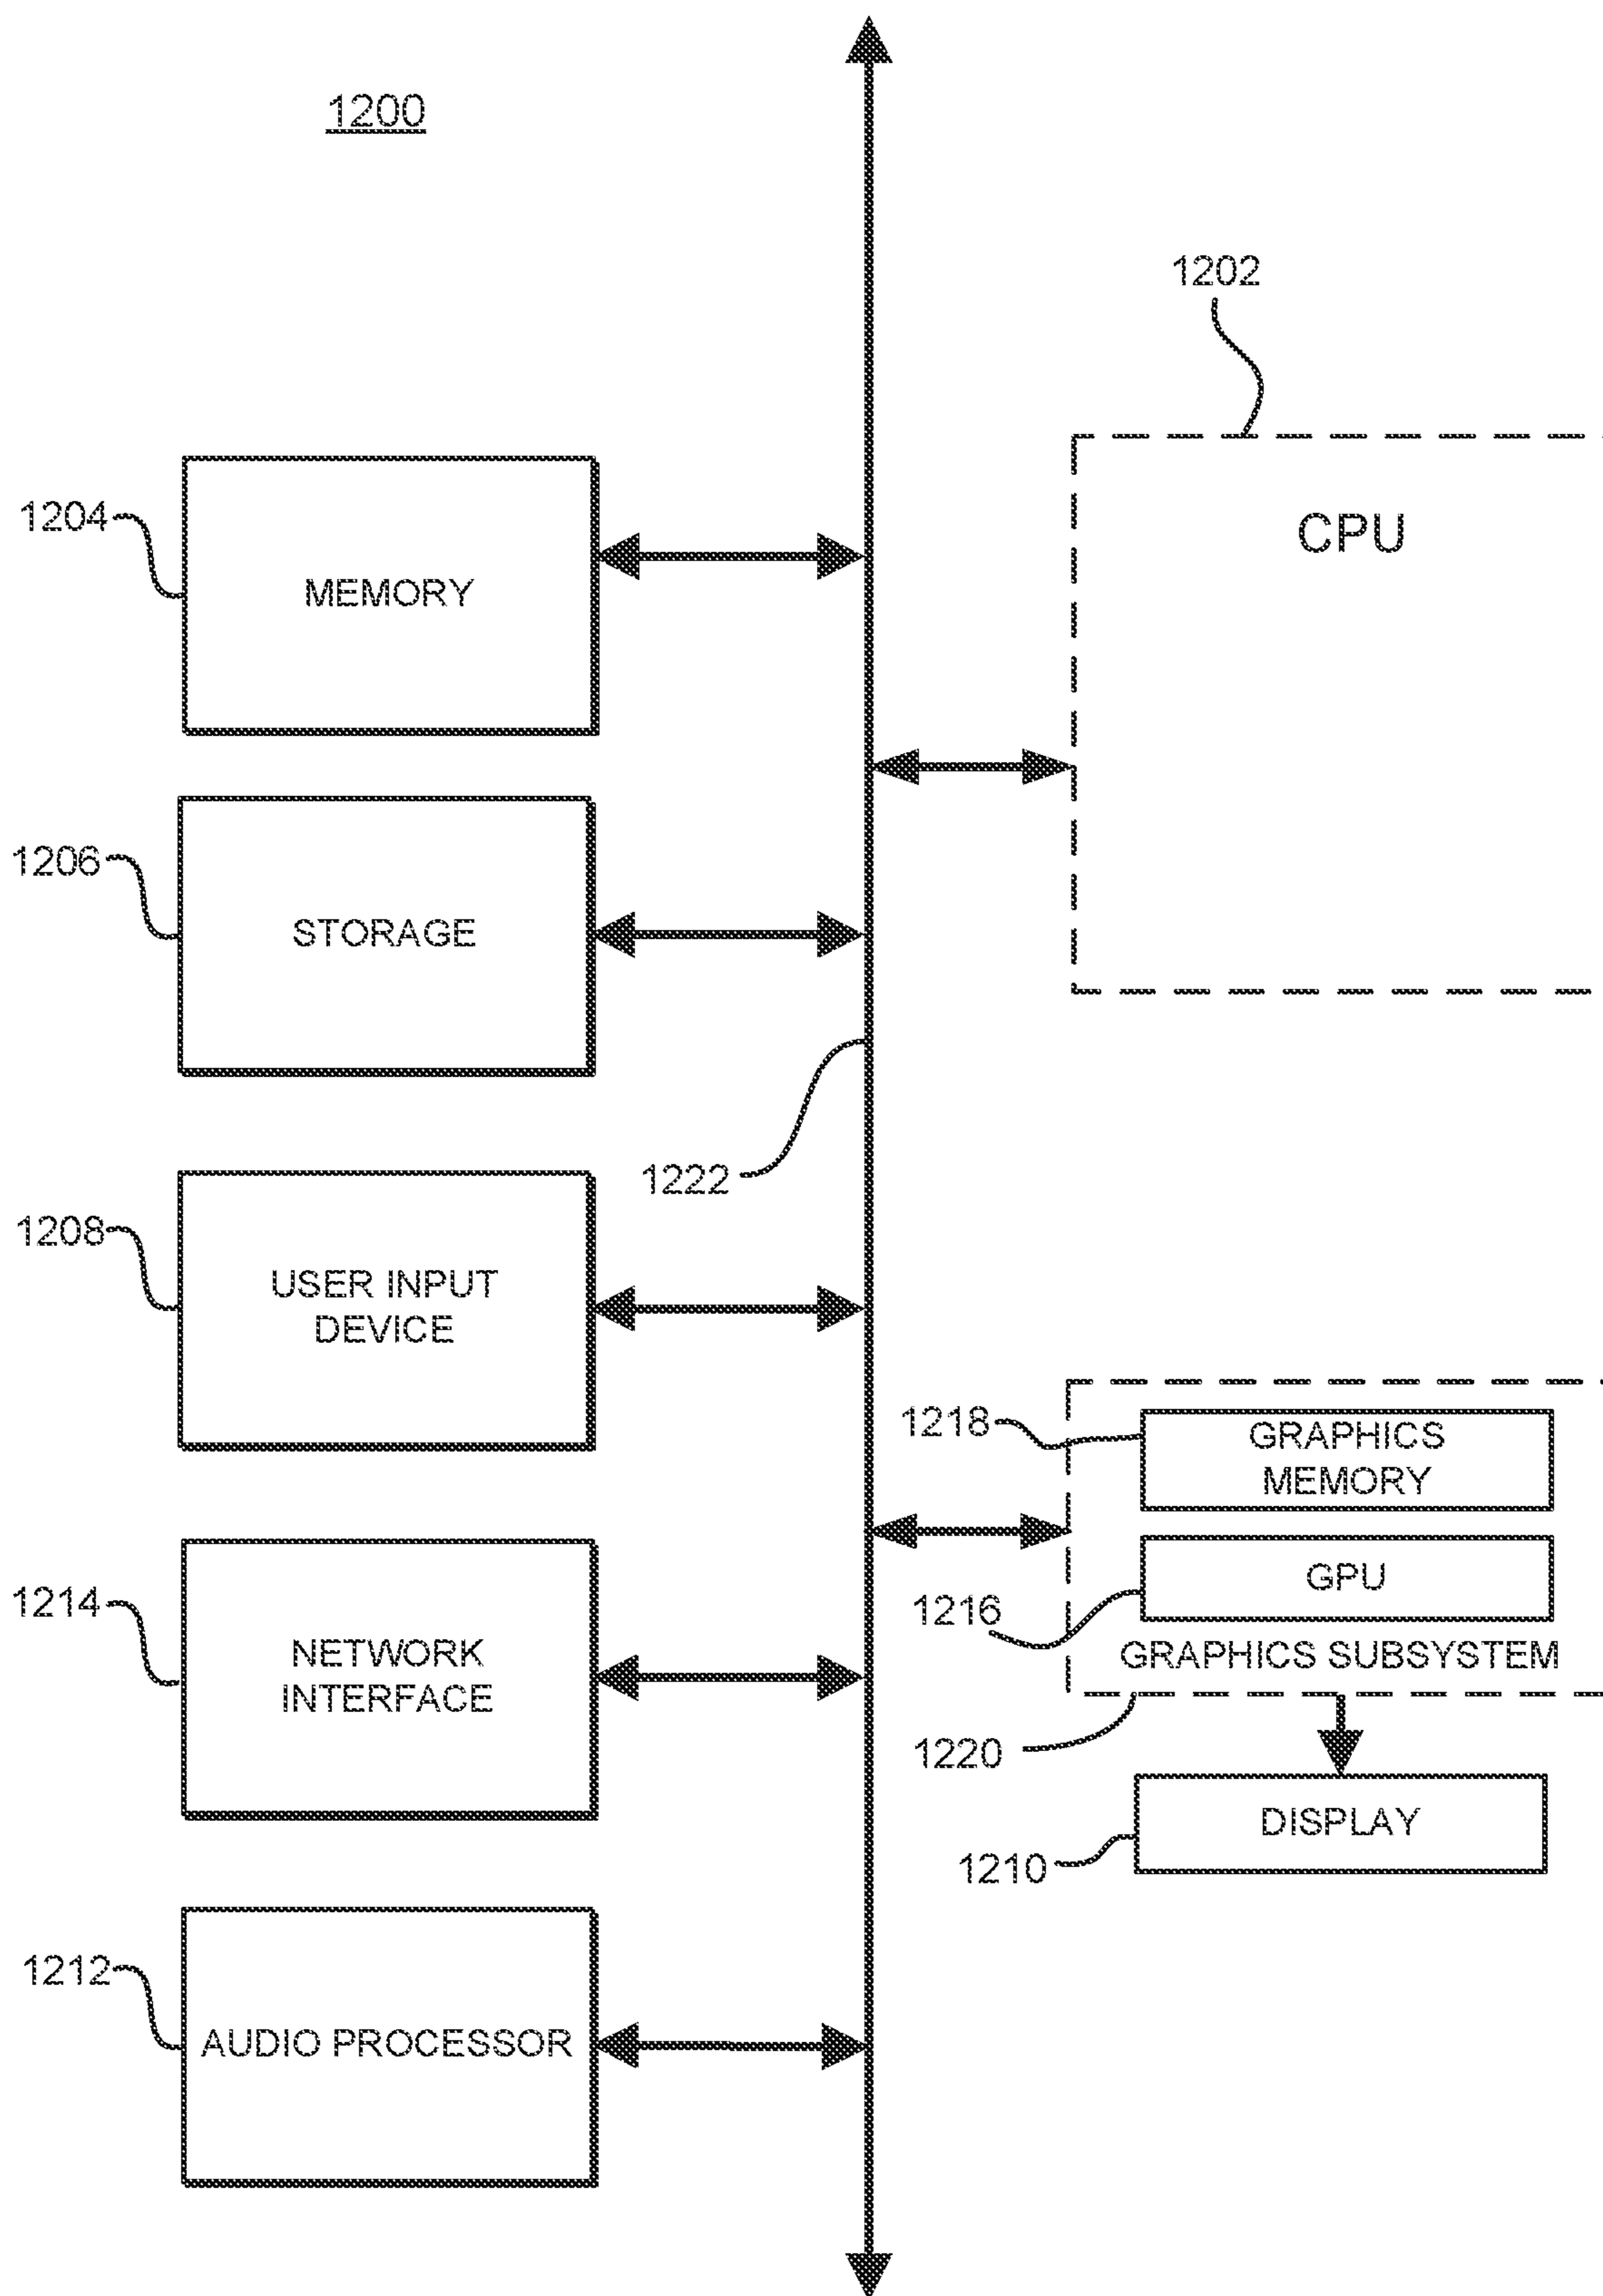 1200
1202
CPU
1204
MEMORY
1206
STORAGE
1222
1208
USER INPUT
DEVICE
1218
GRAPHICS
MEMORY
1214
NETWORK
INTERFACE
1216
GPU
GRAPHICS SUBSYSTEM
1220
1210
DISPLAY
1212
AUDIO PROCESSOR